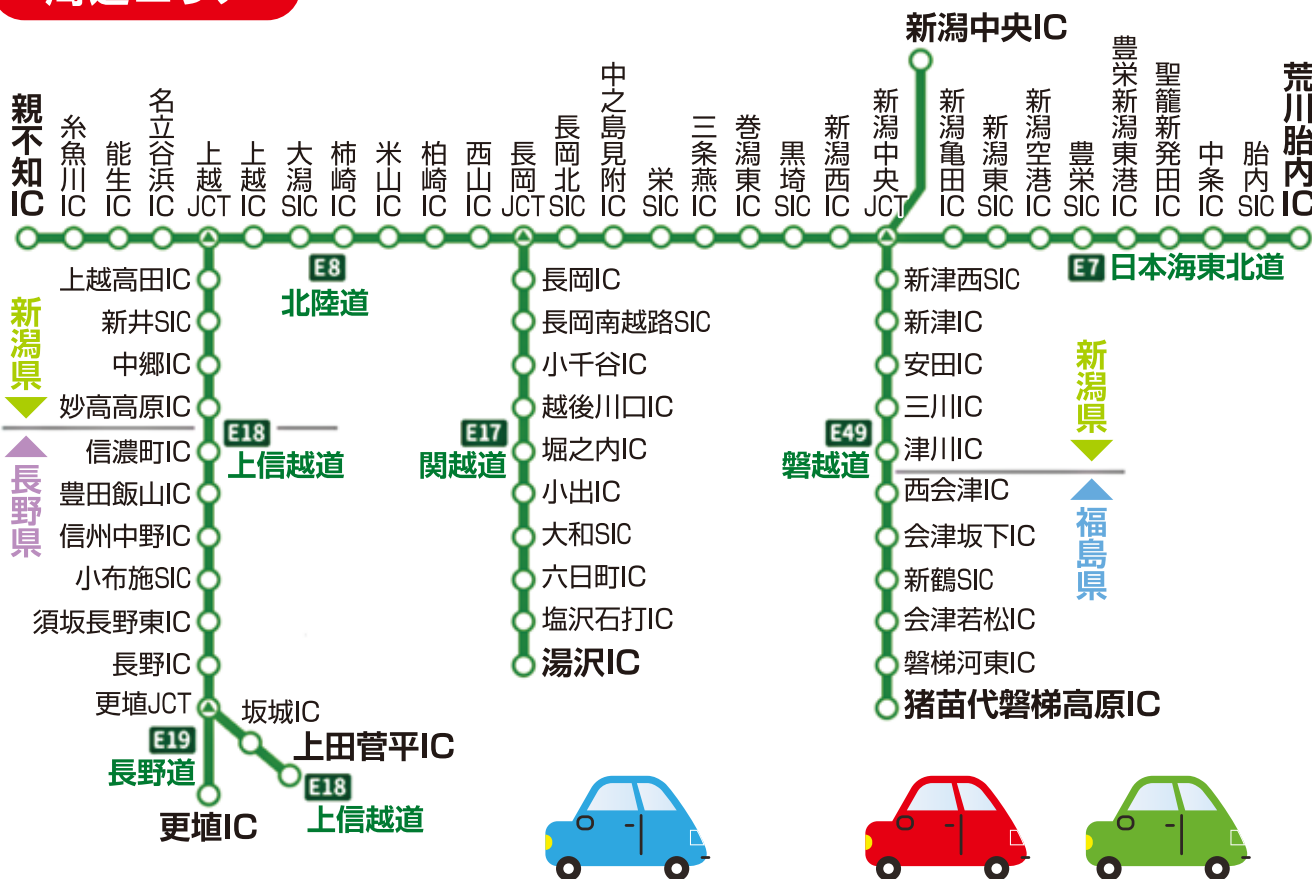 周辺エリア
新潟中央IC
親不知IC
糸魚川IC
能生IC
名立谷浜IC
上越JCT
上越IC
大潟SIC
柿崎IC
米山IC
柏崎IC
西山IC
長岡JCT
長岡北SIC
中之島見附IC
栄SIC
三条燕IC
巻潟東IC
黒埼SIC
新潟西IC
新潟中央JCT
新潟亀田IC
新潟東SIC
新潟空港IC
豊栄SIC
豊栄新潟東港IC
聖籠新発田IC
中条IC
胎内SIC
荒川胎内IC
E8
北陸道
E7 日本海東北道
上越高田IC
新井SIC
中郷IC
妙高高原IC
信濃町IC
豊田飯山IC
信州中野IC
小布施SIC
須坂長野東IC
長野IC
更埴JCT
新潟県
長野県
E18
上信越道
E19
長野道
更埴IC
坂城IC
上田菅平IC
E18
上信越道
長岡IC
長岡南越路SIC
小千谷IC
越後川口IC
堀之内IC
小出IC
大和SIC
六日町IC
塩沢石打IC
湯沢IC
E17
関越道
新津西SIC
新津IC
安田IC
三川IC
津川IC
西会津IC
会津坂下IC
新鶴SIC
会津若松IC
磐梯河東IC
猪苗代磐梯高原IC
E49
磐越道
新潟県
福島県